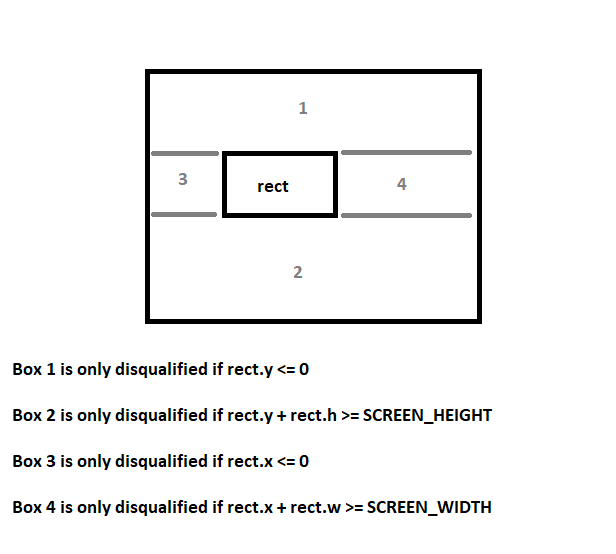 1
3
rect
4
2
Box 1 is only disqualified if rect.y <= 0
Box 2 is only disqualified if rect.y + rect.h >= SCREEN_HEIGHT
Box 3 is only disqualified if rect.x <= 0
Box 4 is only disqualified if rect.x + rect.w >= SCREEN_WIDTH